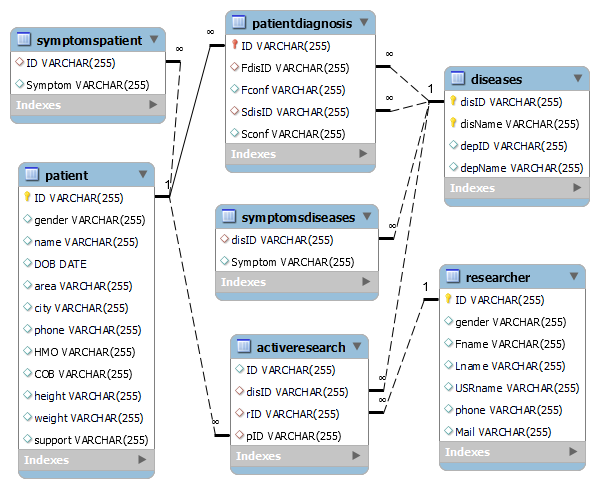 symptomspatient
ID VARCHAR(255)
Symptom VARCHAR(255)
Indexes
∞
patient
ID VARCHAR(255)
gender VARCHAR(255)
name VARCHAR(255)
DOB DATE
area VARCHAR(255)
city VARCHAR(255)
phone VARCHAR(255)
HMO VARCHAR(255)
COB VARCHAR(255)
height VARCHAR(255)
weight VARCHAR(255)
support VARCHAR(255)
Indexes
1
∞
patientdiagnosis
ID VARCHAR(255)
FdisID VARCHAR(255)
Fconf VARCHAR(255)
SdisID VARCHAR(255)
Sconf VARCHAR(255)
Indexes
∞
∞
1
diseases
disID VARCHAR(255)
disName VARCHAR(255)
depID VARCHAR(255)
depName VARCHAR(255)
Indexes
symptomsdiseases
disID VARCHAR(255)
Symptom VARCHAR(255)
Indexes
∞
activeresearch
ID VARCHAR(255)
disID VARCHAR(255)
rID VARCHAR(255)
pID VARCHAR(255)
Indexes
∞
∞
∞
1
researcher
ID VARCHAR(255)
gender VARCHAR(255)
Fname VARCHAR(255)
Lname VARCHAR(255)
USRname VARCHAR(255)
phone VARCHAR(255)
Mail VARCHAR(255)
Indexes